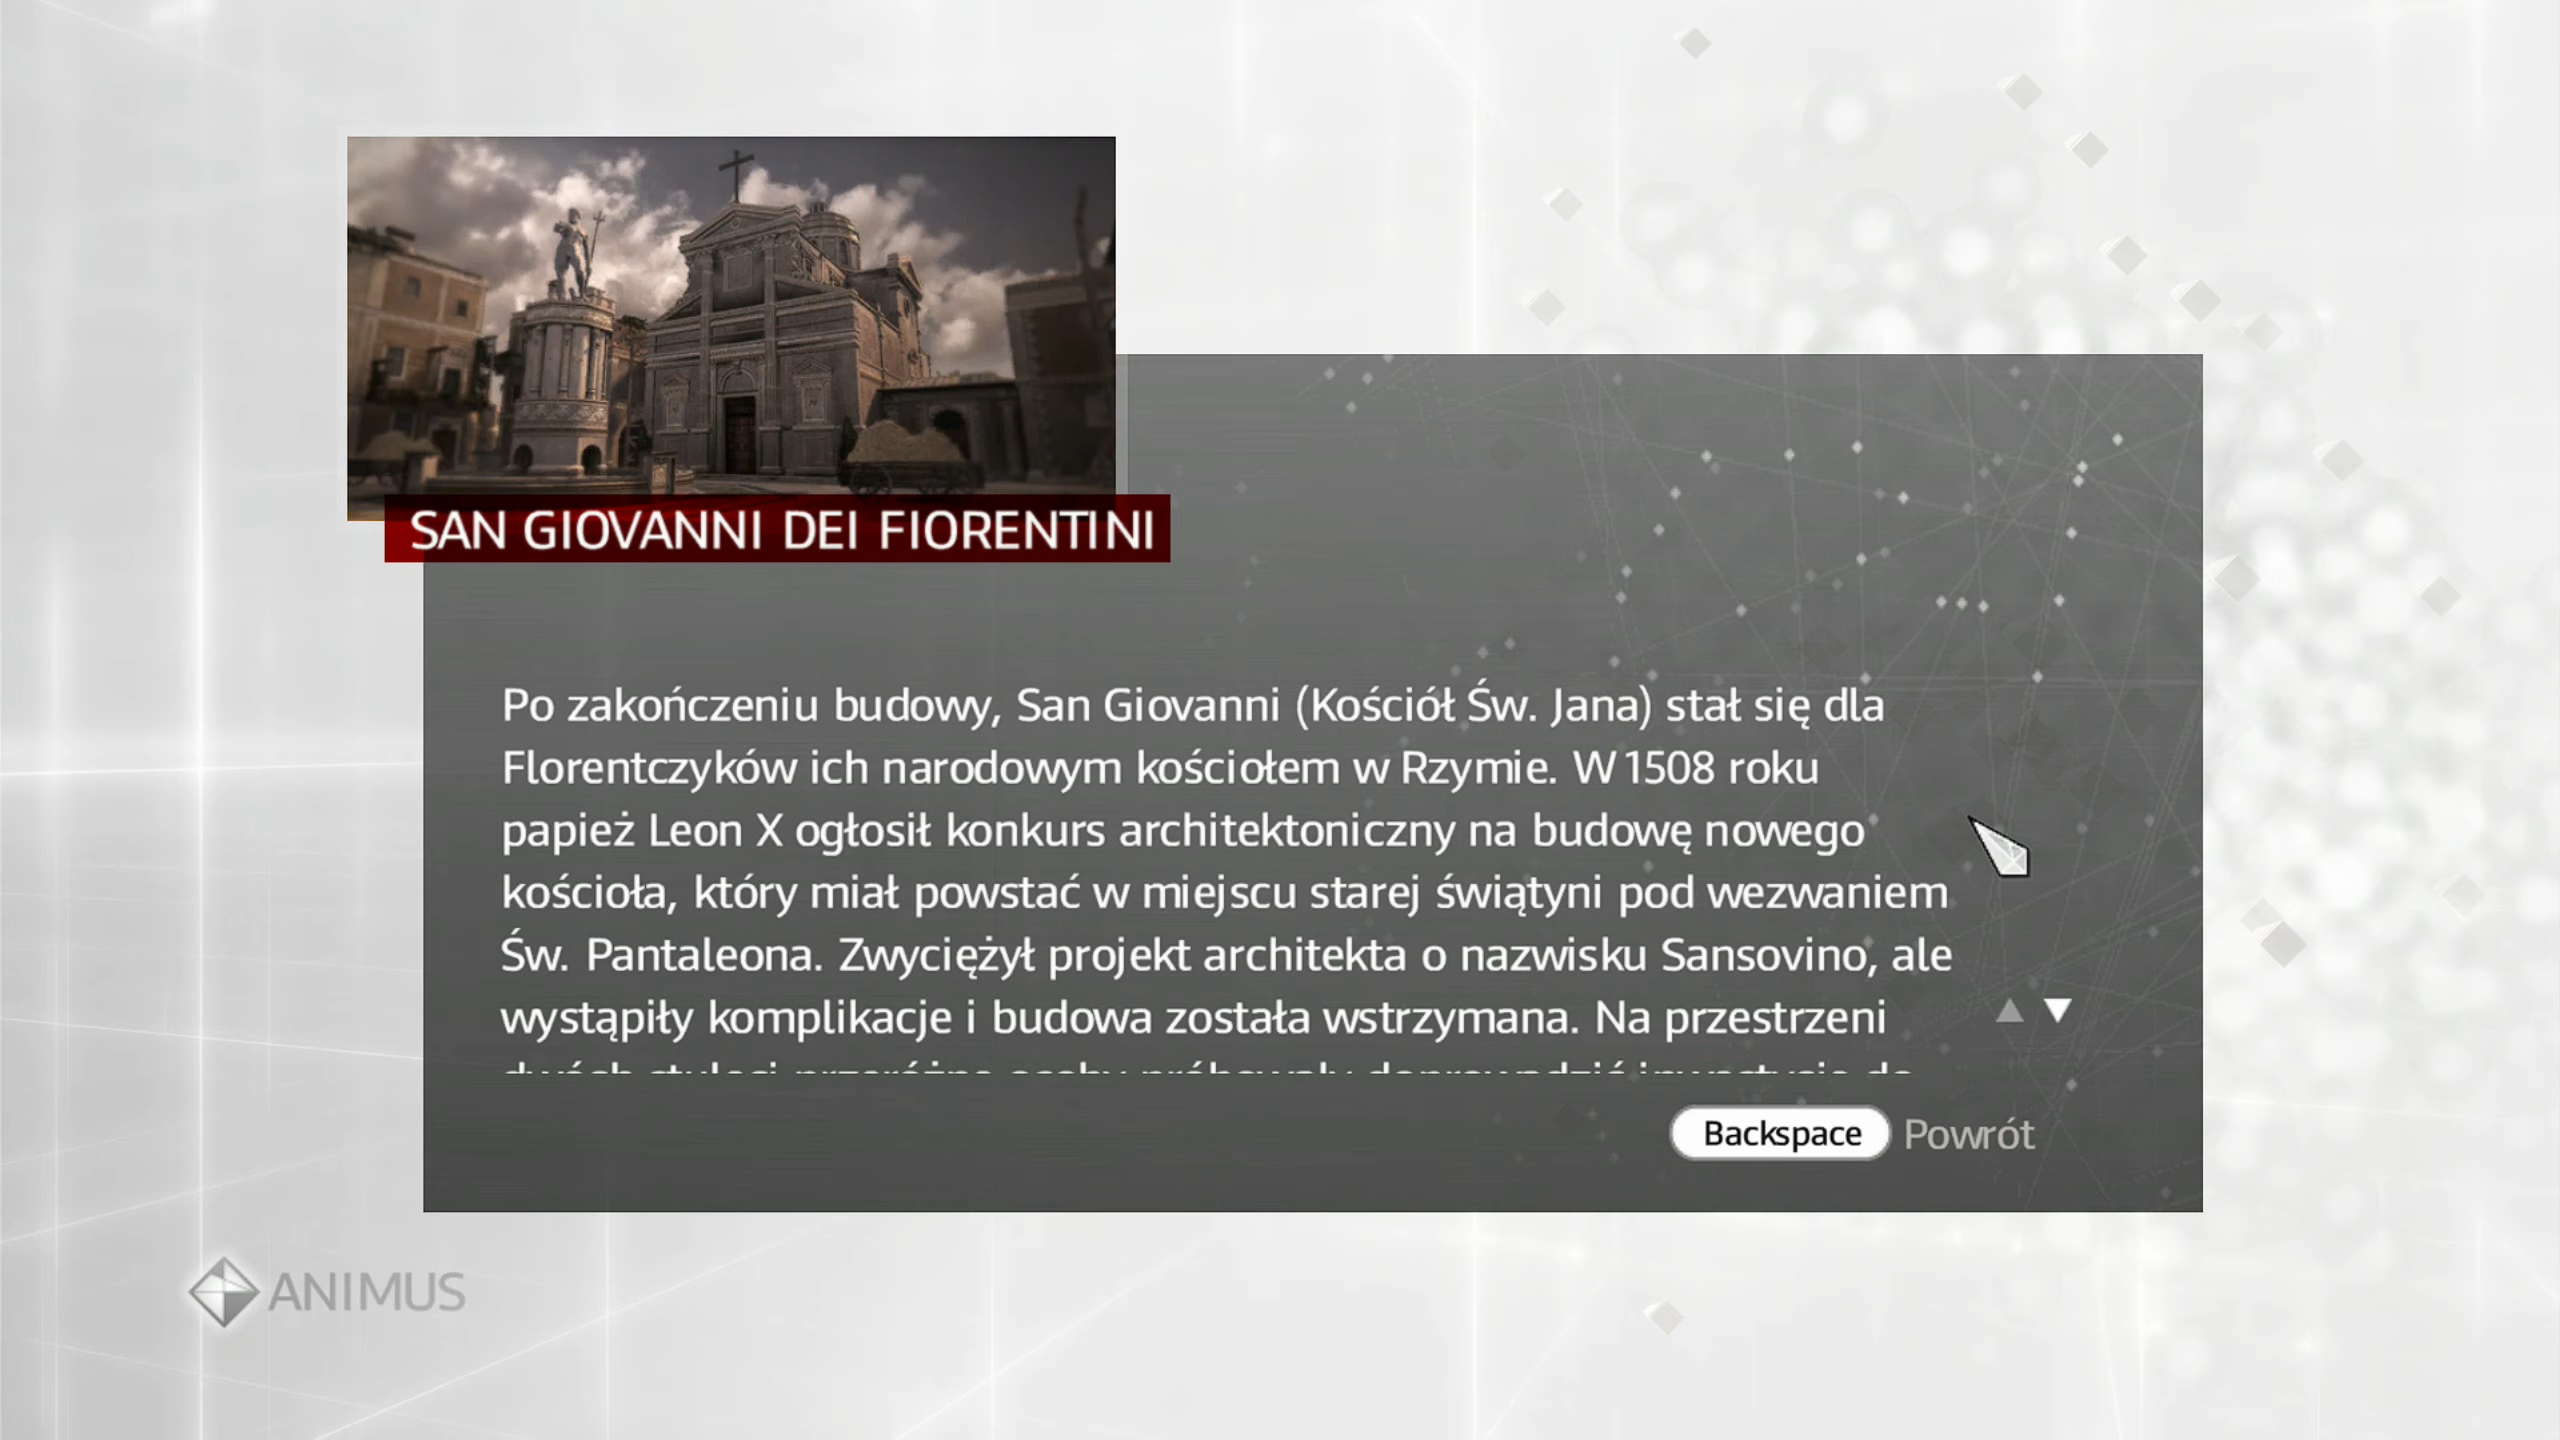 SAN GIOVANNI DEI FIORENTINI
Po zakończeniu budowy, San Giovanni (Kościół Św. Jana) stał się dla
Florentczyków ich narodowym kościołem w Rzymie. W 1508 roku
papież Leon X ogłosił konkurs architektoniczny na budowę nowego
kościoła, który miał powstać w miejscu starej świątyni pod wezwaniem
Św. Pantaleona. Zwyciężył projekt architekta o nazwisku Sansovino, ale
wystąpiły komplikacje i budowa została wstrzymana. Na przestrzeni
Backspace Powrót
ANIMUS